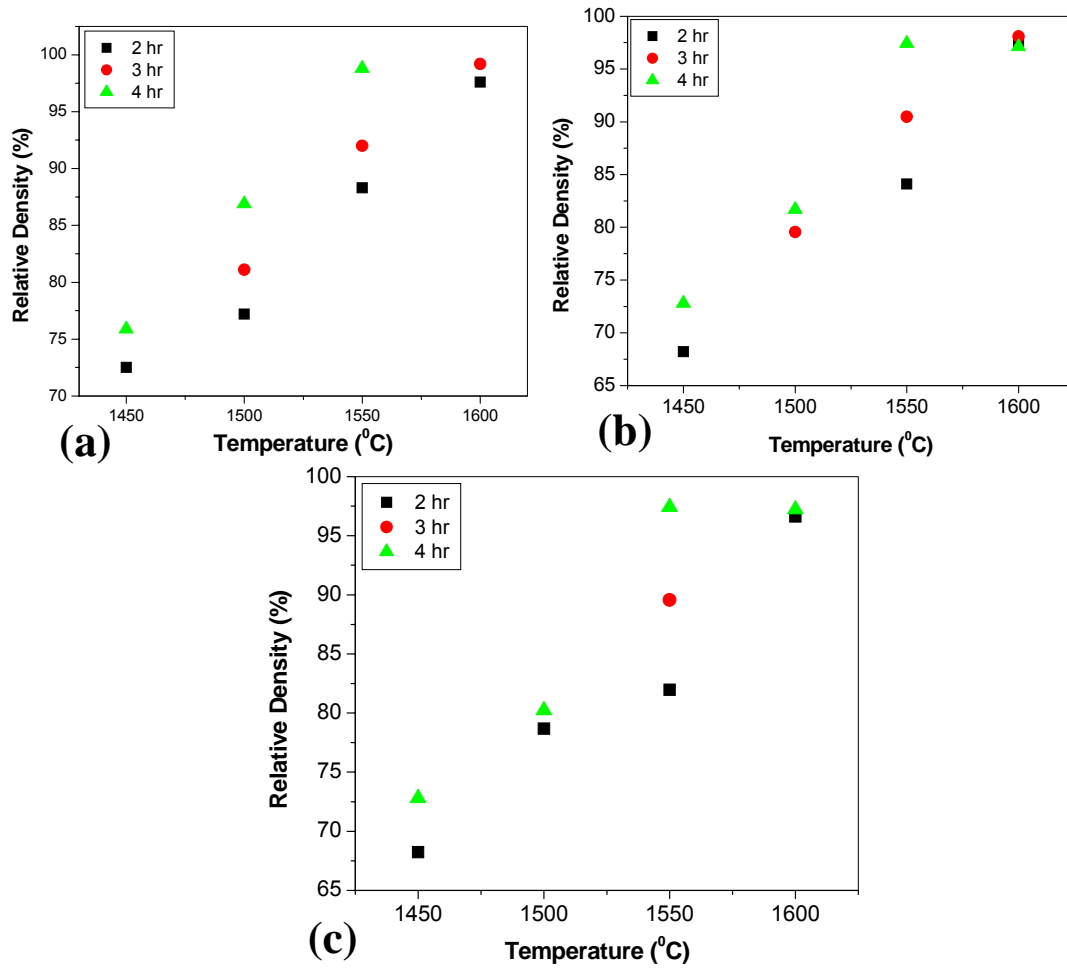 2 hr
3 hr
4 hr
100
95
90
85
80
75
70
1450
1500
1550
1600
Relative Density (%)
Temperature (⁰C)
(a)
2 hr
3 hr
4 hr
100
95
90
85
80
75
70
65
1450
1500
1550
1600
Relative Density (%)
Temperature (⁰C)
(b)
2 hr
3 hr
4 hr
100
95
90
85
80
75
70
65
1450
1500
1550
1600
Relative Density (%)
Temperature (⁰C)
(c)